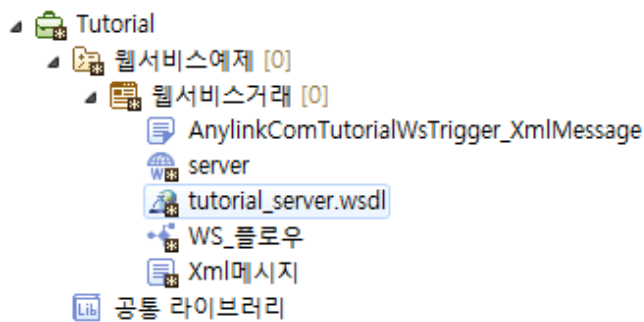 Tutorial
웹서비스예제 [0]
웹서비스거래 [0]
AnylinkComTutorialWsTrigger_XmlMessage
server
tutorial_server.wsdl
WS_플로우
Xml메시지
Lib 공통 라이브러리